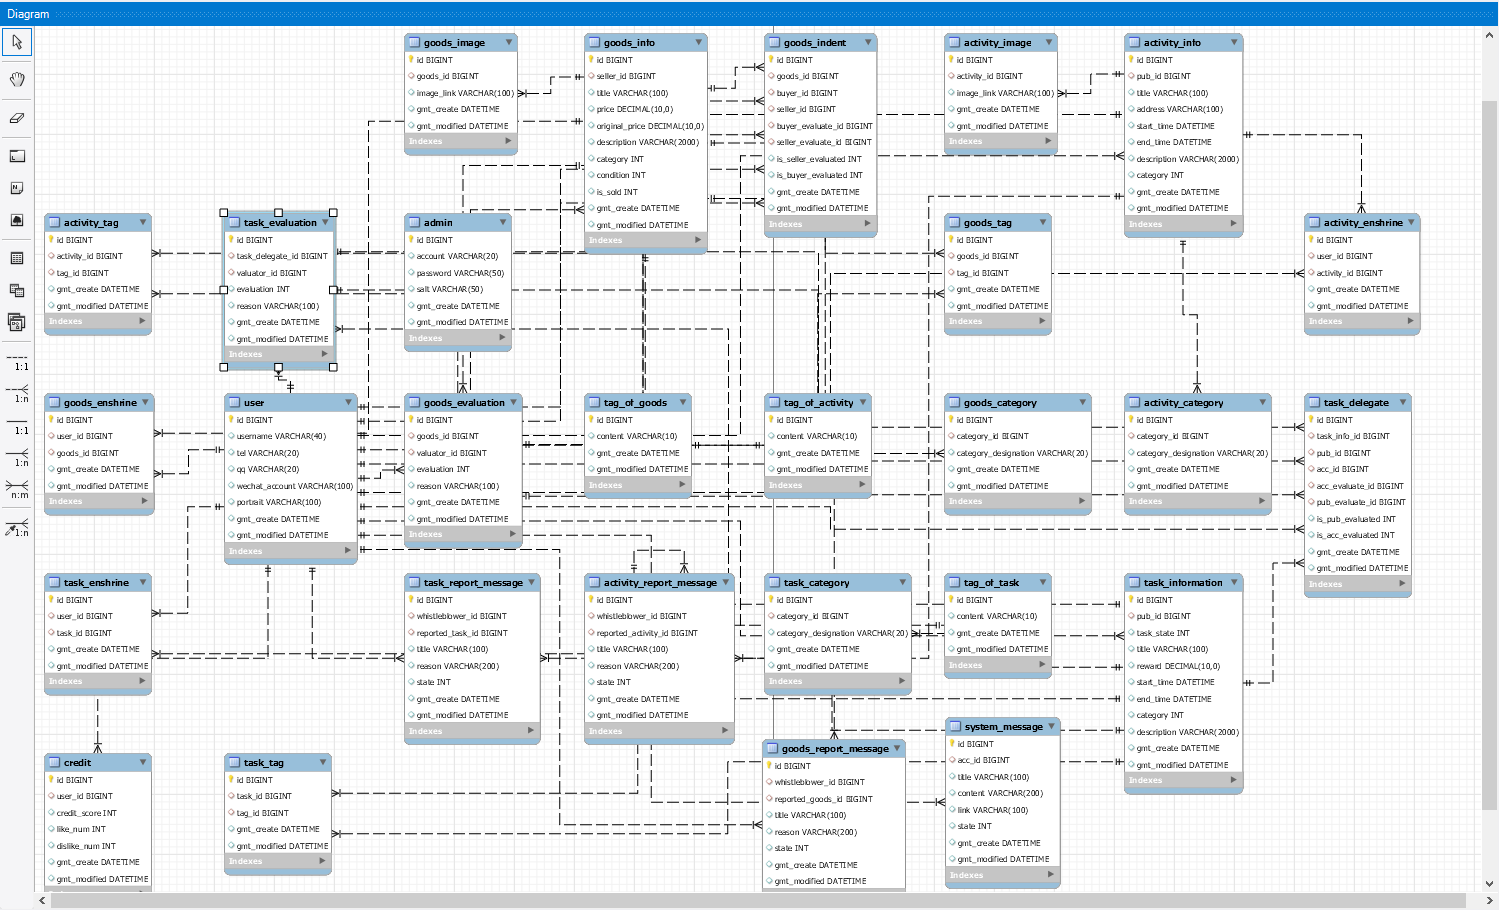 Diagram
goods_image
id BIGINT
goods_id BIGINT
image_link VARCHAR(100)
gmt_create DATETIME
gmt_modified DATETIME
Indexes
goods_info
id BIGINT
seller_id BIGINT
title VARCHAR(100)
price DECIMAL(10,0)
original_price DECIMAL(10,0)
description VARCHAR(2000)
category INT
condition INT
is_sold INT
gmt_create DATETIME
gmt_modified DATETIME
Indexes
goods_indent
id BIGINT
goods_id BIGINT
buyer_id BIGINT
seller_id BIGINT
buyer_evaluate_id BIGINT
seller_evaluate_id BIGINT
is_seller_evaluated INT
is_buyer_evaluated INT
gmt_create DATETIME
gmt_modified DATETIME
Indexes
activity_image
id BIGINT
activity_id BIGINT
image_link VARCHAR(100)
gmt_create DATETIME
gmt_modified DATETIME
Indexes
activity_info
id BIGINT
pub_id BIGINT
title VARCHAR(100)
address VARCHAR(100)
start_time DATETIME
end_time DATETIME
description VARCHAR(2000)
category INT
gmt_create DATETIME
gmt_modified DATETIME
Indexes
activity_tag
id BIGINT
activity_id BIGINT
tag_id BIGINT
gmt_create DATETIME
gmt_modified DATETIME
Indexes
task_evaluation
id BIGINT
task_delegate_id BIGINT
valuator_id BIGINT
evaluation INT
reason VARCHAR(100)
gmt_create DATETIME
gmt_modified DATETIME
Indexes
admin
id BIGINT
account VARCHAR(20)
password VARCHAR(50)
salt VARCHAR(50)
gmt_create DATETIME
gmt_modified DATETIME
Indexes
goods_tag
id BIGINT
goods_id BIGINT
tag_id BIGINT
gmt_create DATETIME
gmt_modified DATETIME
Indexes
activity_enshrine
id BIGINT
user_id BIGINT
activity_id BIGINT
gmt_create DATETIME
gmt_modified DATETIME
Indexes
1:1
1:n
1:1
1:n
n:m
1:n
goods_enshrine
id BIGINT
user_id BIGINT
goods_id BIGINT
gmt_create DATETIME
gmt_modified DATETIME
Indexes
user
id BIGINT
username VARCHAR(40)
tel VARCHAR(20)
qq VARCHAR(20)
wechat_account VARCHAR(100)
portrait VARCHAR(100)
gmt_create DATETIME
gmt_modified DATETIME
Indexes
goods_evaluation
id BIGINT
goods_id BIGINT
valuator_id BIGINT
evaluation INT
reason VARCHAR(100)
gmt_create DATETIME
gmt_modified DATETIME
Indexes
tag_of_goods
id BIGINT
content VARCHAR(10)
gmt_create DATETIME
gmt_modified DATETIME
Indexes
tag_of_activity
id BIGINT
content VARCHAR(10)
gmt_create DATETIME
gmt_modified DATETIME
Indexes
goods_category
id BIGINT
category_id BIGINT
category_designation VARCHAR(20)
gmt_create DATETIME
gmt_modified DATETIME
Indexes
activity_category
id BIGINT
category_id BIGINT
category_designation VARCHAR(20)
gmt_create DATETIME
gmt_modified DATETIME
Indexes
task_delegate
id BIGINT
task_info_id BIGINT
pub_id BIGINT
acc_id BIGINT
acc_evaluate_id BIGINT
pub_evaluate_id BIGINT
is_pub_evaluated INT
is_acc_evaluated INT
gmt_create DATETIME
gmt_modified DATETIME
Indexes
task_enshrine
id BIGINT
user_id BIGINT
task_id BIGINT
gmt_create DATETIME
gmt_modified DATETIME
Indexes
task_report_message
id BIGINT
whistleblower_id BIGINT
reported_task_id BIGINT
title VARCHAR(100)
reason VARCHAR(200)
state INT
gmt_create DATETIME
gmt_modified DATETIME
Indexes
activity_report_message
id BIGINT
whistleblower_id BIGINT
reported_activity_id BIGINT
title VARCHAR(100)
reason VARCHAR(200)
state INT
gmt_create DATETIME
gmt_modified DATETIME
Indexes
task_category
id BIGINT
category_id BIGINT
category_designation VARCHAR(20)
gmt_create DATETIME
gmt_modified DATETIME
Indexes
tag_of_task
id BIGINT
content VARCHAR(10)
gmt_create DATETIME
gmt_modified DATETIME
Indexes
task_information
id BIGINT
pub_id BIGINT
task_state INT
title VARCHAR(100)
reward DECIMAL(10,0)
start_time DATETIME
end_time DATETIME
category INT
description VARCHAR(2000)
gmt_create DATETIME
gmt_modified DATETIME
Indexes
credit
id BIGINT
user_id BIGINT
credit_score INT
like_num INT
dislike_num INT
gmt_create DATETIME
gmt_modified DATETIME
task_tag
id BIGINT
task_id BIGINT
tag_id BIGINT
gmt_create DATETIME
gmt_modified DATETIME
Indexes
goods_report_message
id BIGINT
whistleblower_id BIGINT
reported_goods_id BIGINT
title VARCHAR(100)
reason VARCHAR(200)
state INT
gmt_create DATETIME
gmt_modified DATETIME
system_message
id BIGINT
acc_id BIGINT
title VARCHAR(100)
content VARCHAR(200)
link VARCHAR(100)
state INT
gmt_create DATETIME
gmt_modified DATETIME
Indexes